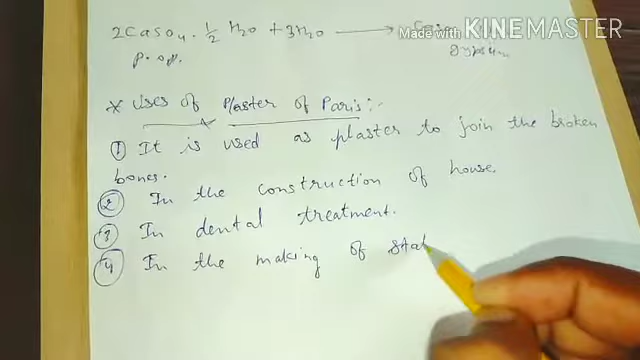 2CaSO4 . 1/2 H2O + 3H2O ⟶
Made with KINEMASTER
P.O.P.
Gypsum
* Uses of Plaster of Paris:-
① It is used as plaster to join the broken
bones.
② In the construction of house.
③ In dental treatment.
④ In the making of stat